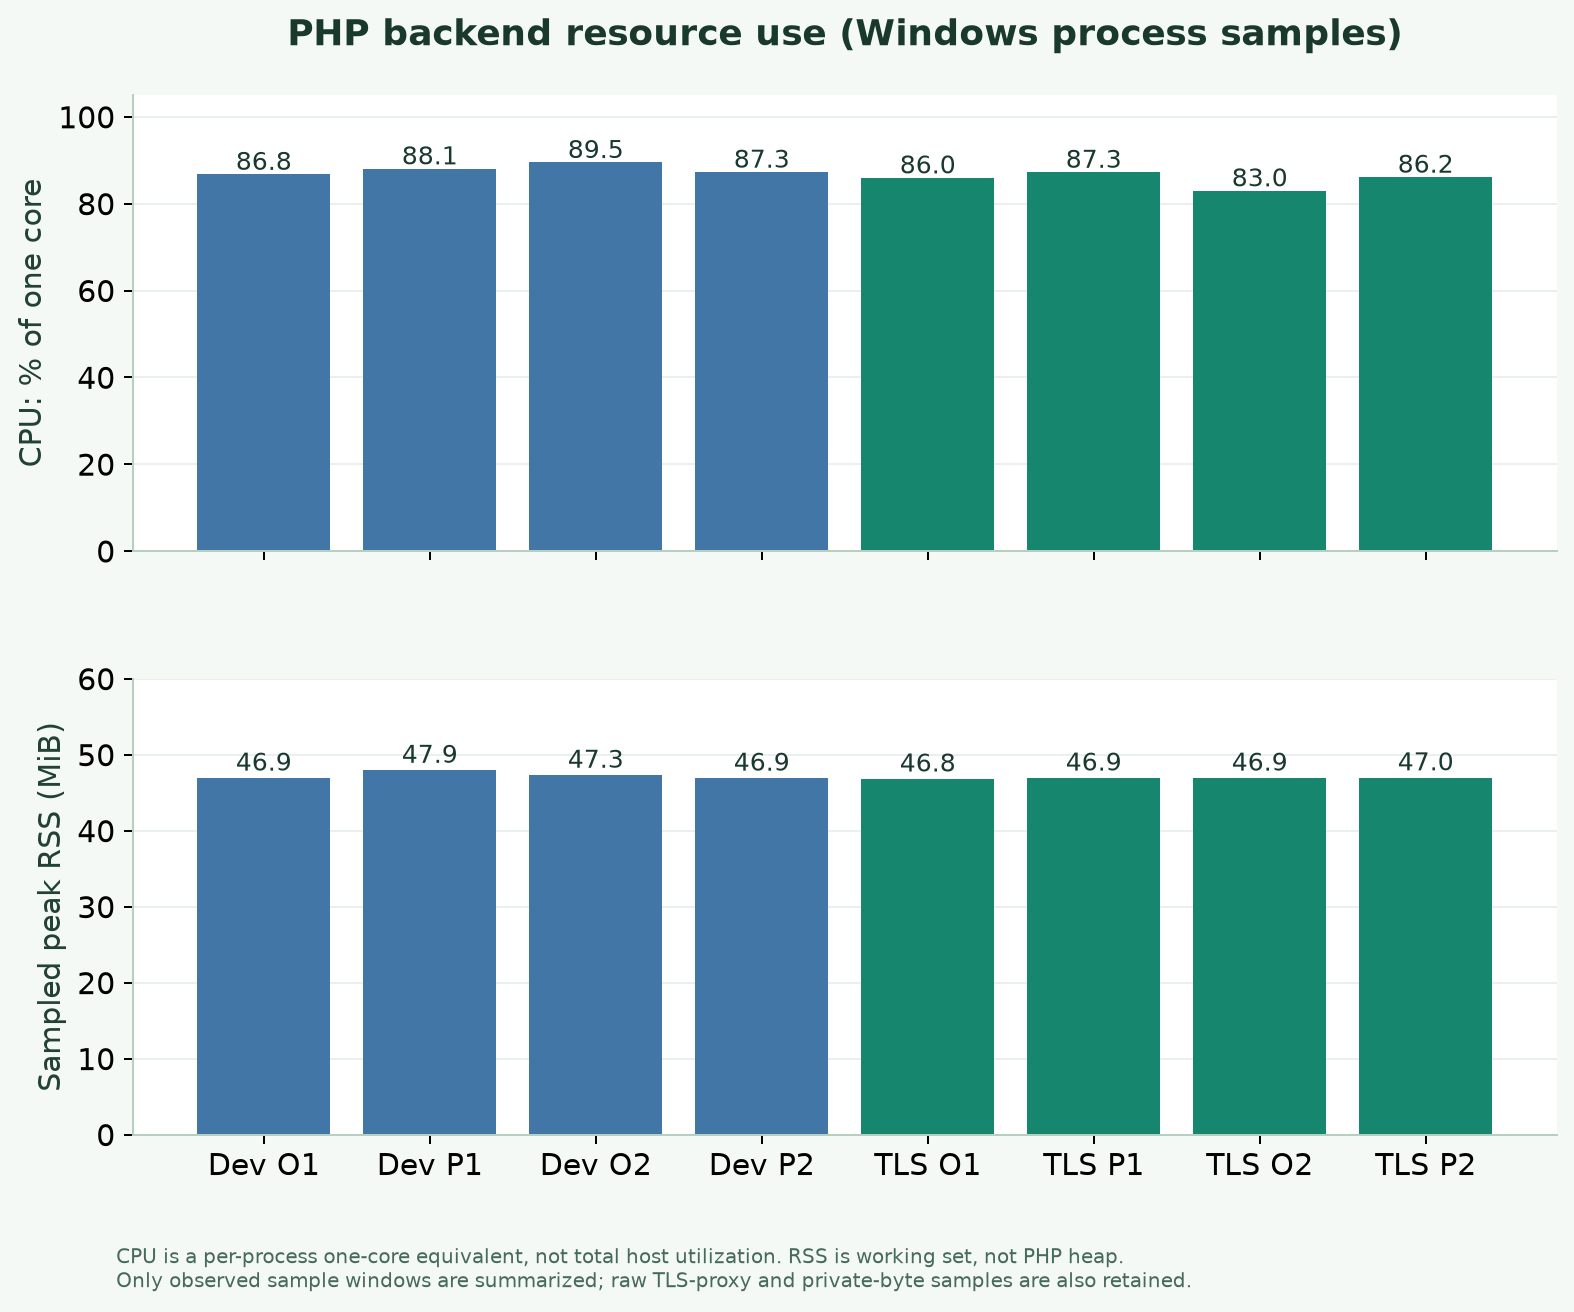 PHP backend resource use (Windows process samples)
CPU: % of one core
100
80
60
40
20
0
86.8
88.1
89.5
87.3
86.0
87.3
83.0
86.2
Sampled peak RSS (MiB)
60
50
40
30
20
10
0
46.9
47.9
47.3
46.9
46.8
46.9
46.9
47.0
Dev O1
Dev P1
Dev O2
Dev P2
TLS O1
TLS P1
TLS O2
TLS P2
CPU is a per-process one-core equivalent, not total host utilization. RSS is working set, not PHP heap.
Only observed sample windows are summarized; raw TLS-proxy and private-byte samples are also retained.